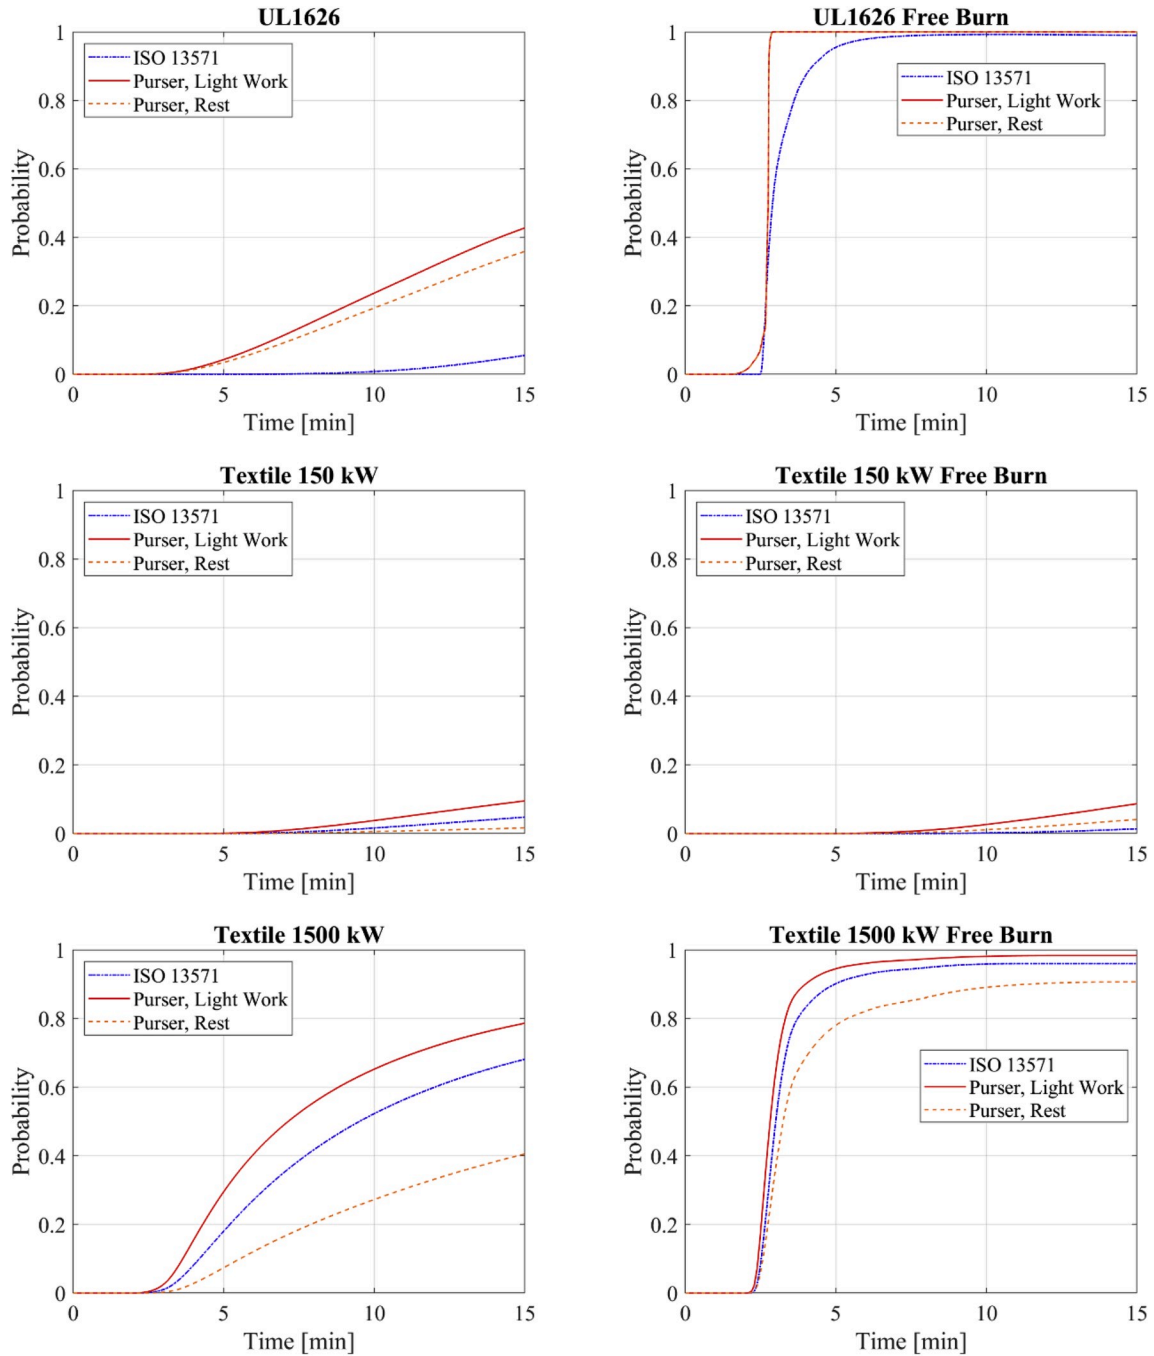 UL1626
1
0.8
0.6
0.4
0.2
0
Probability
ISO 13571
Purser, Light Work
Purser, Rest
0
5
10
15
Time [min]
UL1626 Free Burn
1
0.8
0.6
0.4
0.2
0
Probability
ISO 13571
Purser, Light Work
Purser, Rest
0
5
10
15
Time [min]
Textile 150 kW
1
0.8
0.6
0.4
0.2
0
Probability
ISO 13571
Purser, Light Work
Purser, Rest
0
5
10
15
Time [min]
Textile 150 kW Free Burn
1
0.8
0.6
0.4
0.2
0
Probability
ISO 13571
Purser, Light Work
Purser, Rest
0
5
10
15
Time [min]
Textile 1500 kW
1
0.8
0.6
0.4
0.2
0
Probability
ISO 13571
Purser, Light Work
Purser, Rest
0
5
10
15
Time [min]
Textile 1500 kW Free Burn
1
0.8
0.6
0.4
0.2
0
Probability
ISO 13571
Purser, Light Work
Purser, Rest
0
5
10
15
Time [min]